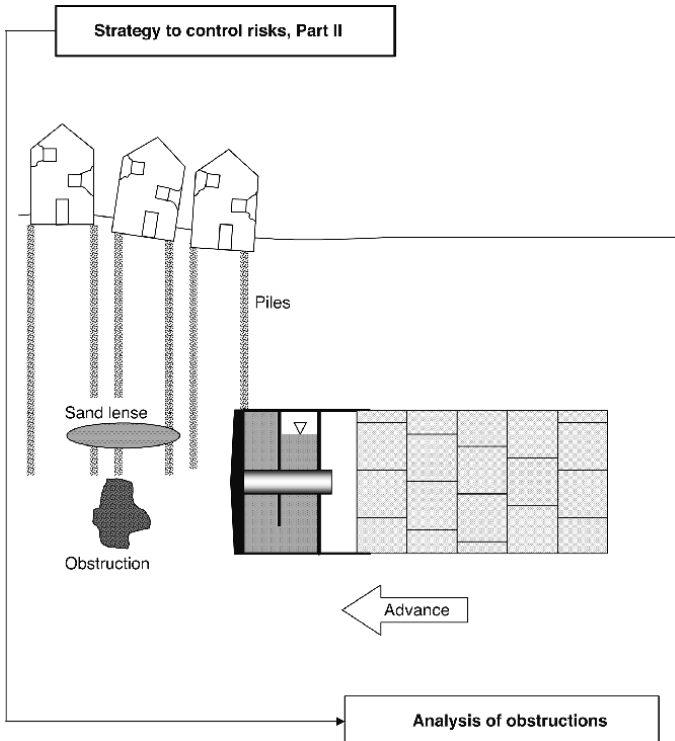 Strategy to control risks, Part II
Piles
Sand lense
Obstruction
Advance
Analysis of obstructions